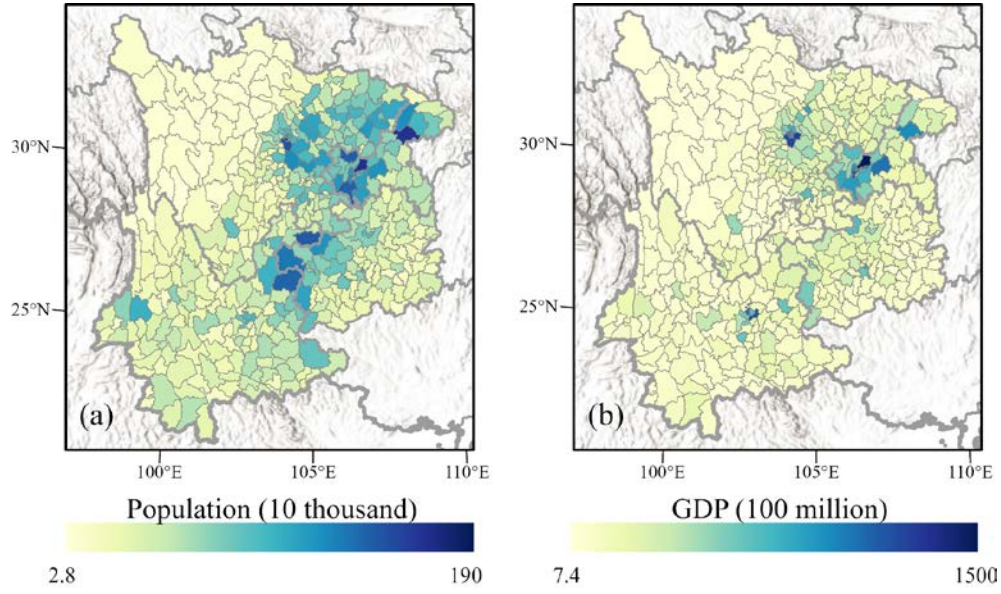 30°N
25°N
(a)
100°E 105°E 110°E
Population (10 thousand)
2.8 190
30°N
25°N
(b)
100°E 105°E 110°E
GDP (100 million)
7.4 1500